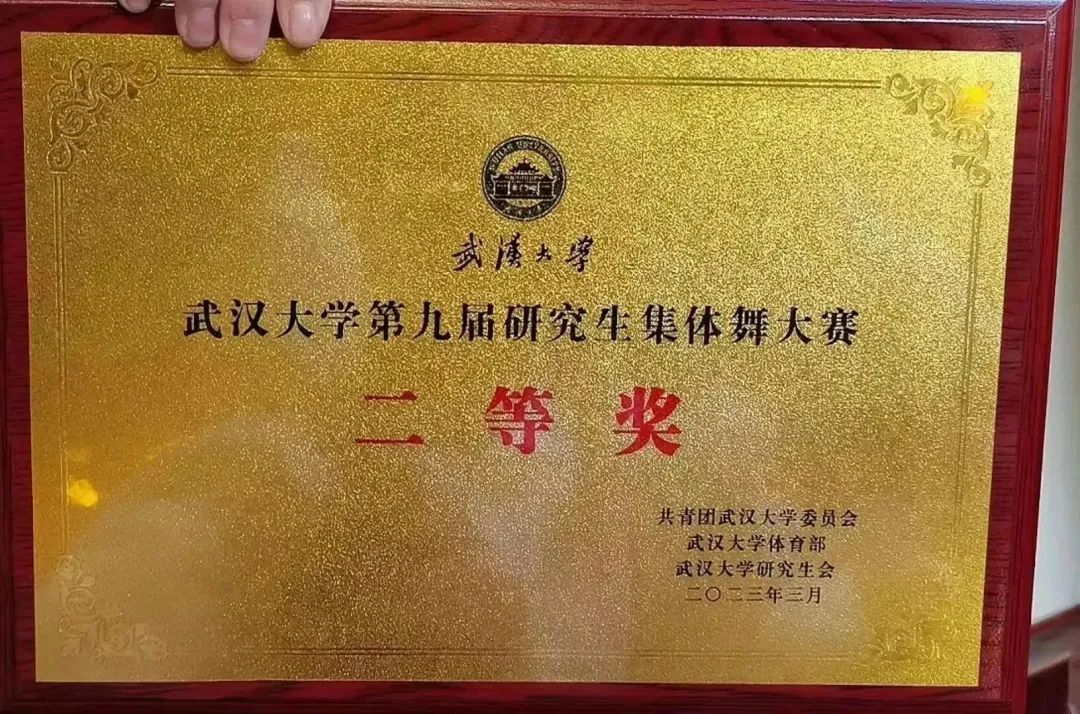 武漢大學
武汉大学第九届研究生集体舞大赛
二等奖
共青团武汉大学委员会
武汉大学体育部
武汉大学研究生会
二〇二三年三月